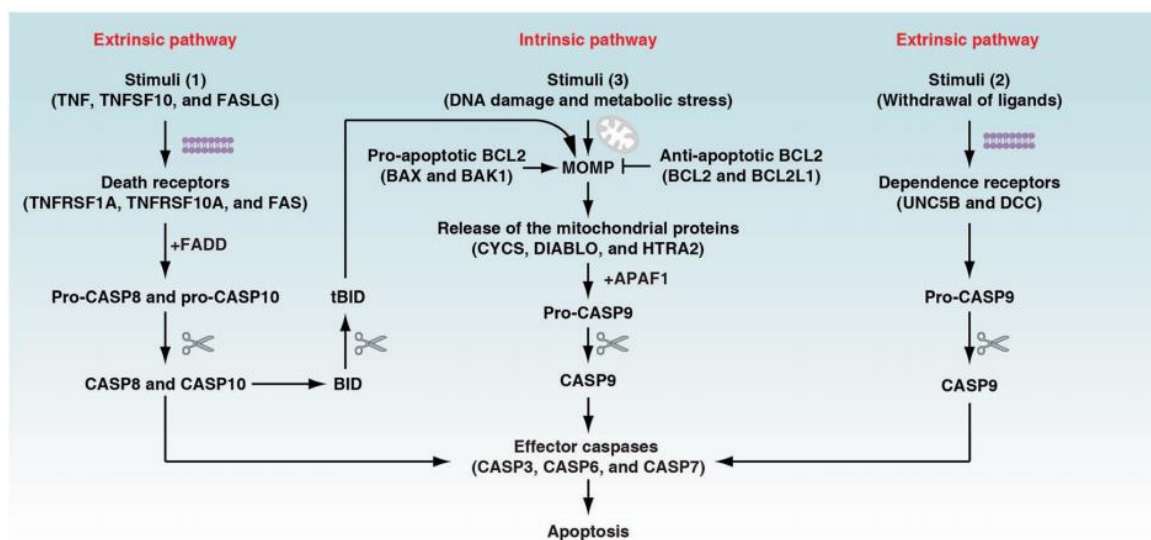 Extrinsic pathway
Stimuli (1)
(TNF, TNFSF10, and FASLG)
Death receptors
(TNFRSF1A, TNFRSF10A, and FAS)
+FADD
Pro-CASP8 and pro-CASP10
CASP8 and CASP10
BID
tBID
Intrinsic pathway
Stimuli (3)
(DNA damage and metabolic stress)
Pro-apoptotic BCL2
(BAX and BAK1)
MOMP
Anti-apoptotic BCL2
(BCL2 and BCL2L1)
Release of the mitochondrial proteins
(CYCS, DIABLO, and HTRA2)
+APAF1
Pro-CASP9
CASP9
Extrinsic pathway
Stimuli (2)
(Withdrawal of ligands)
Dependence receptors
(UNC5B and DCC)
Pro-CASP9
CASP9
Effector caspases
(CASP3, CASP6, and CASP7)
Apoptosis